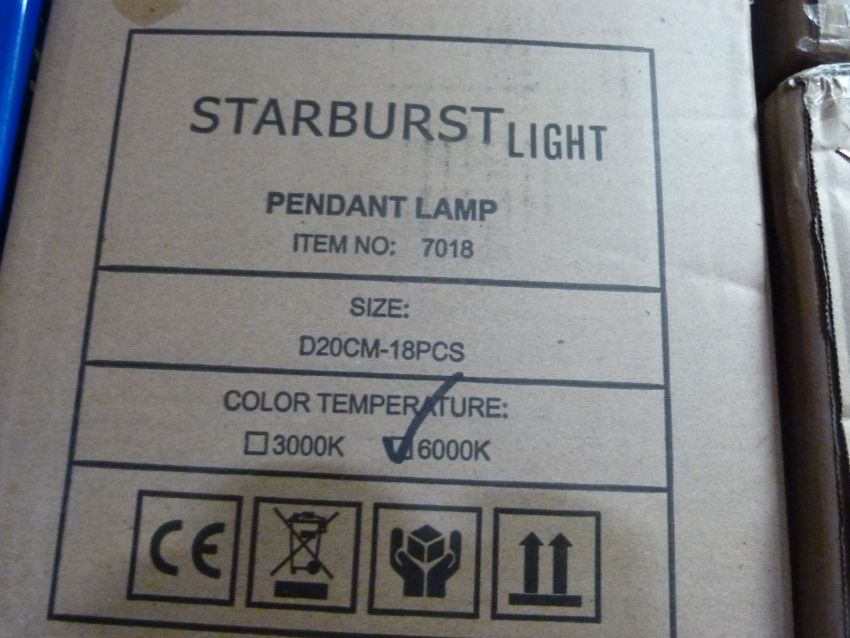 STARBURST LIGHT
PENDANT LAMP
ITEM NO: 7018
SIZE:
D20CM-18PCS
COLOR TEMPERATURE:
☐3000K ☑6000K
CE